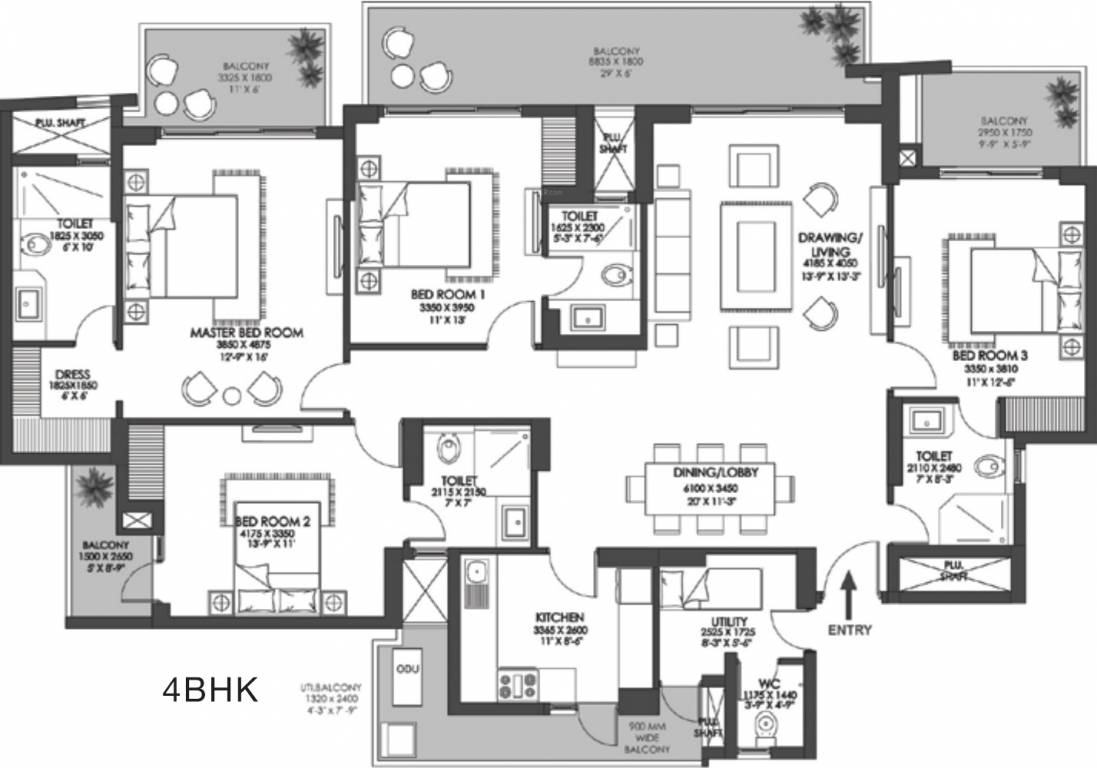 BALCONY
3325 X 1800
11' X 6'
BALCONY
8835 X 1800
29' X 6'
BALCONY
2950 X 1750
9'-9" X 5'-9"
PLU. SHAFT
PLU.
SHAFT
TOILET
1825 X 3050
6' X 10'
TOILET
1625 X 2300
5'-3" X 7'-6"
DRAWING/
LIVING
4185 X 4050
13'-9" X 13'-3"
BED ROOM 1
3350 X 3950
11' X 13'
MASTER BED ROOM
3850 X 4875
12'-9" X 16'
BED ROOM 3
3350 x 3810
11' X 12'-6"
DRESS
1825X1850
6' X 6'
TOILET
2115 X 2150
7' X 7'
DINING/LOBBY
6100 X 3450
20' X 11'-3"
TOILET
2110 X 2480
7' X 8'-3"
BED ROOM 2
4175 X 3350
13'-9" X 11'
BALCONY
1500 X 2650
5' X 8'-9"
PLU.
SHAFT
KITCHEN
3365 X 2600
11' X 8'-6"
UTILITY
2525 X 1725
8'-3" X 5'-6"
ENTRY
ODU
4BHK
UTI.BALCONY
1320 x 2400
4'-3" x 7'-9"
WC
1175 X 1440
3'-9" X 4'-9"
900 MM
WIDE
BALCONY
PLU.
SHAFT